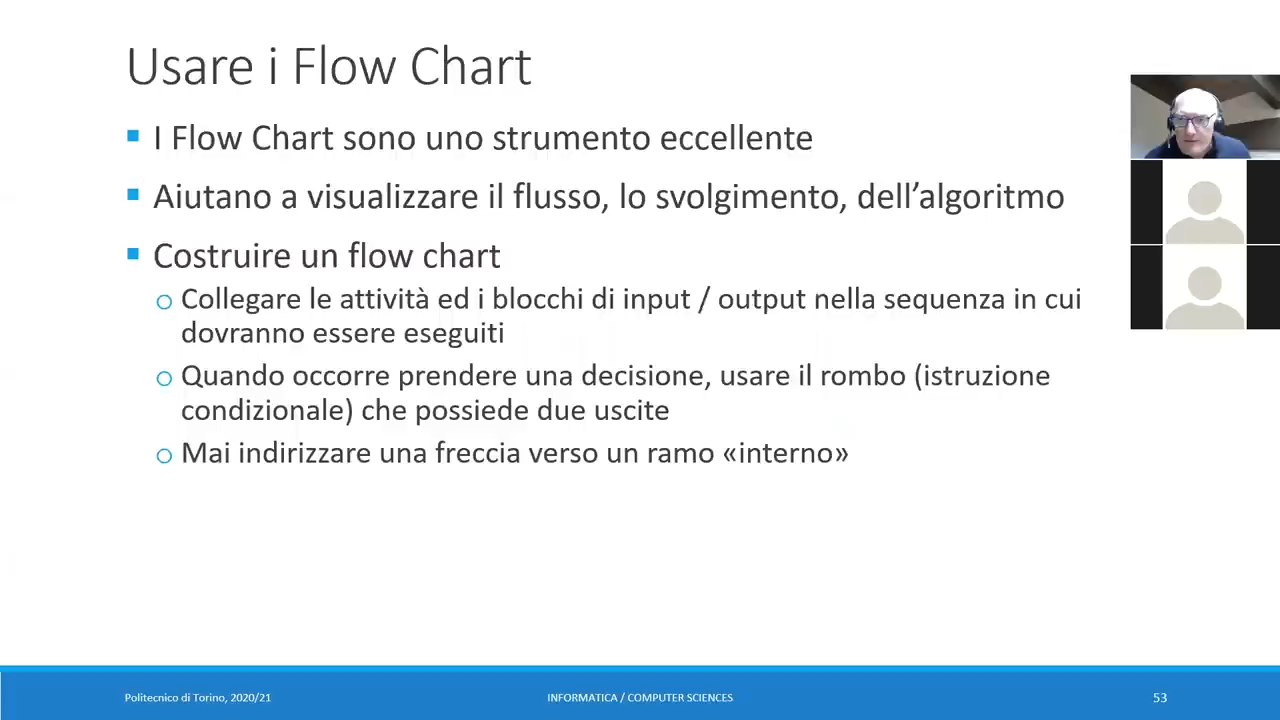 Usare i Flow Chart
I Flow Chart sono uno strumento eccellente
Aiutano a visualizzare il flusso, lo svolgimento, dell’algoritmo
Costruire un flow chart
Collegare le attività ed i blocchi di input / output nella sequenza in cui
dovranno essere eseguiti
Quando occorre prendere una decisione, usare il rombo (istruzione
condizionale) che possiede due uscite
Mai indirizzare una freccia verso un ramo «interno»
Politecnico di Torino, 2020/21
INFORMATICA / COMPUTER SCIENCES
53